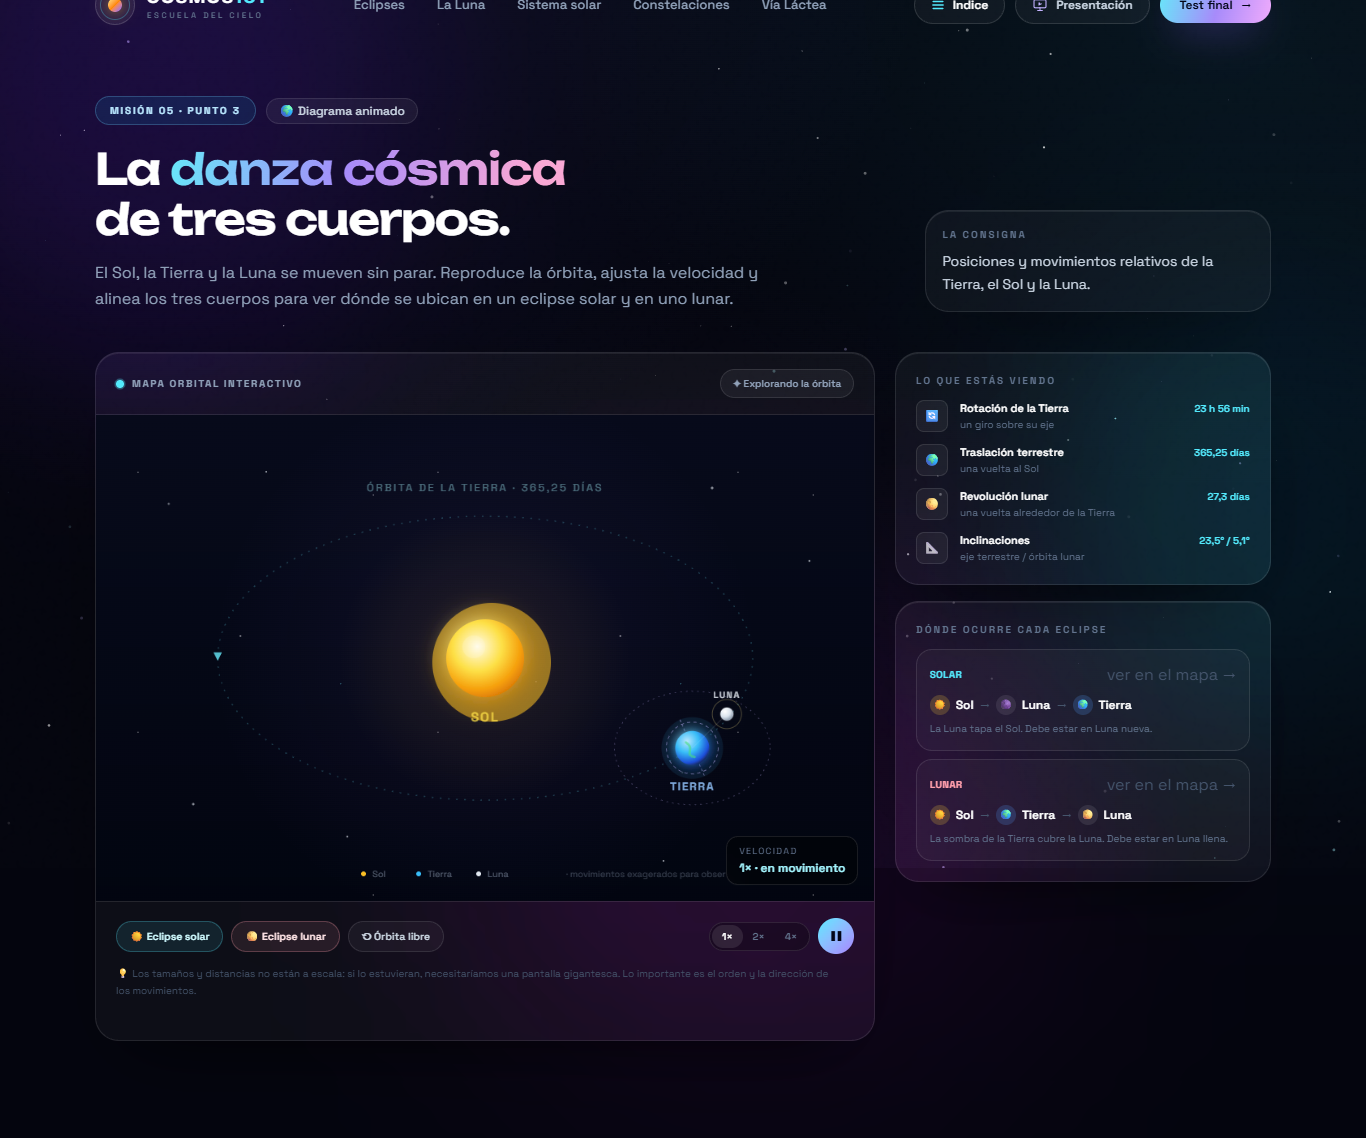 ESCUELA DEL CIELO
Eclipses
La Luna
Sistema solar
Constelaciones
Vía Láctea
Índice
Presentación
Test final →
MISIÓN 05 · PUNTO 3
Diagrama animado
La danza cósmica
de tres cuerpos.
El Sol, la Tierra y la Luna se mueven sin parar. Reproduce la órbita, ajusta la velocidad y
alinea los tres cuerpos para ver dónde se ubican en un eclipse solar y en uno lunar.
LA CONSIGNA
Posiciones y movimientos relativos de la
Tierra, el Sol y la Luna.
MAPA ORBITAL INTERACTIVO
✦ Explorando la órbita
ÓRBITA DE LA TIERRA · 365,25 DÍAS
SOL
LUNA
TIERRA
Sol
Tierra
Luna
· movimientos exagerados para obser
VELOCIDAD
1× · en movimiento
Eclipse solar
Eclipse lunar
Órbita libre
1×
2×
4×
Los tamaños y distancias no están a escala: si lo estuvieran, necesitaríamos una pantalla gigantesca. Lo importante es el orden y la dirección de
los movimientos.
LO QUE ESTÁS VIENDO
Rotación de la Tierra
23 h 56 min
un giro sobre su eje
Traslación terrestre
365,25 días
una vuelta al Sol
Revolución lunar
27,3 días
una vuelta alrededor de la Tierra
Inclinaciones
23,5° / 5,1°
eje terrestre / órbita lunar
DÓNDE OCURRE CADA ECLIPSE
SOLAR
ver en el mapa →
Sol → Luna → Tierra
La Luna tapa el Sol. Debe estar en Luna nueva.
LUNAR
ver en el mapa →
Sol → Tierra → Luna
La sombra de la Tierra cubre la Luna. Debe estar en Luna llena.